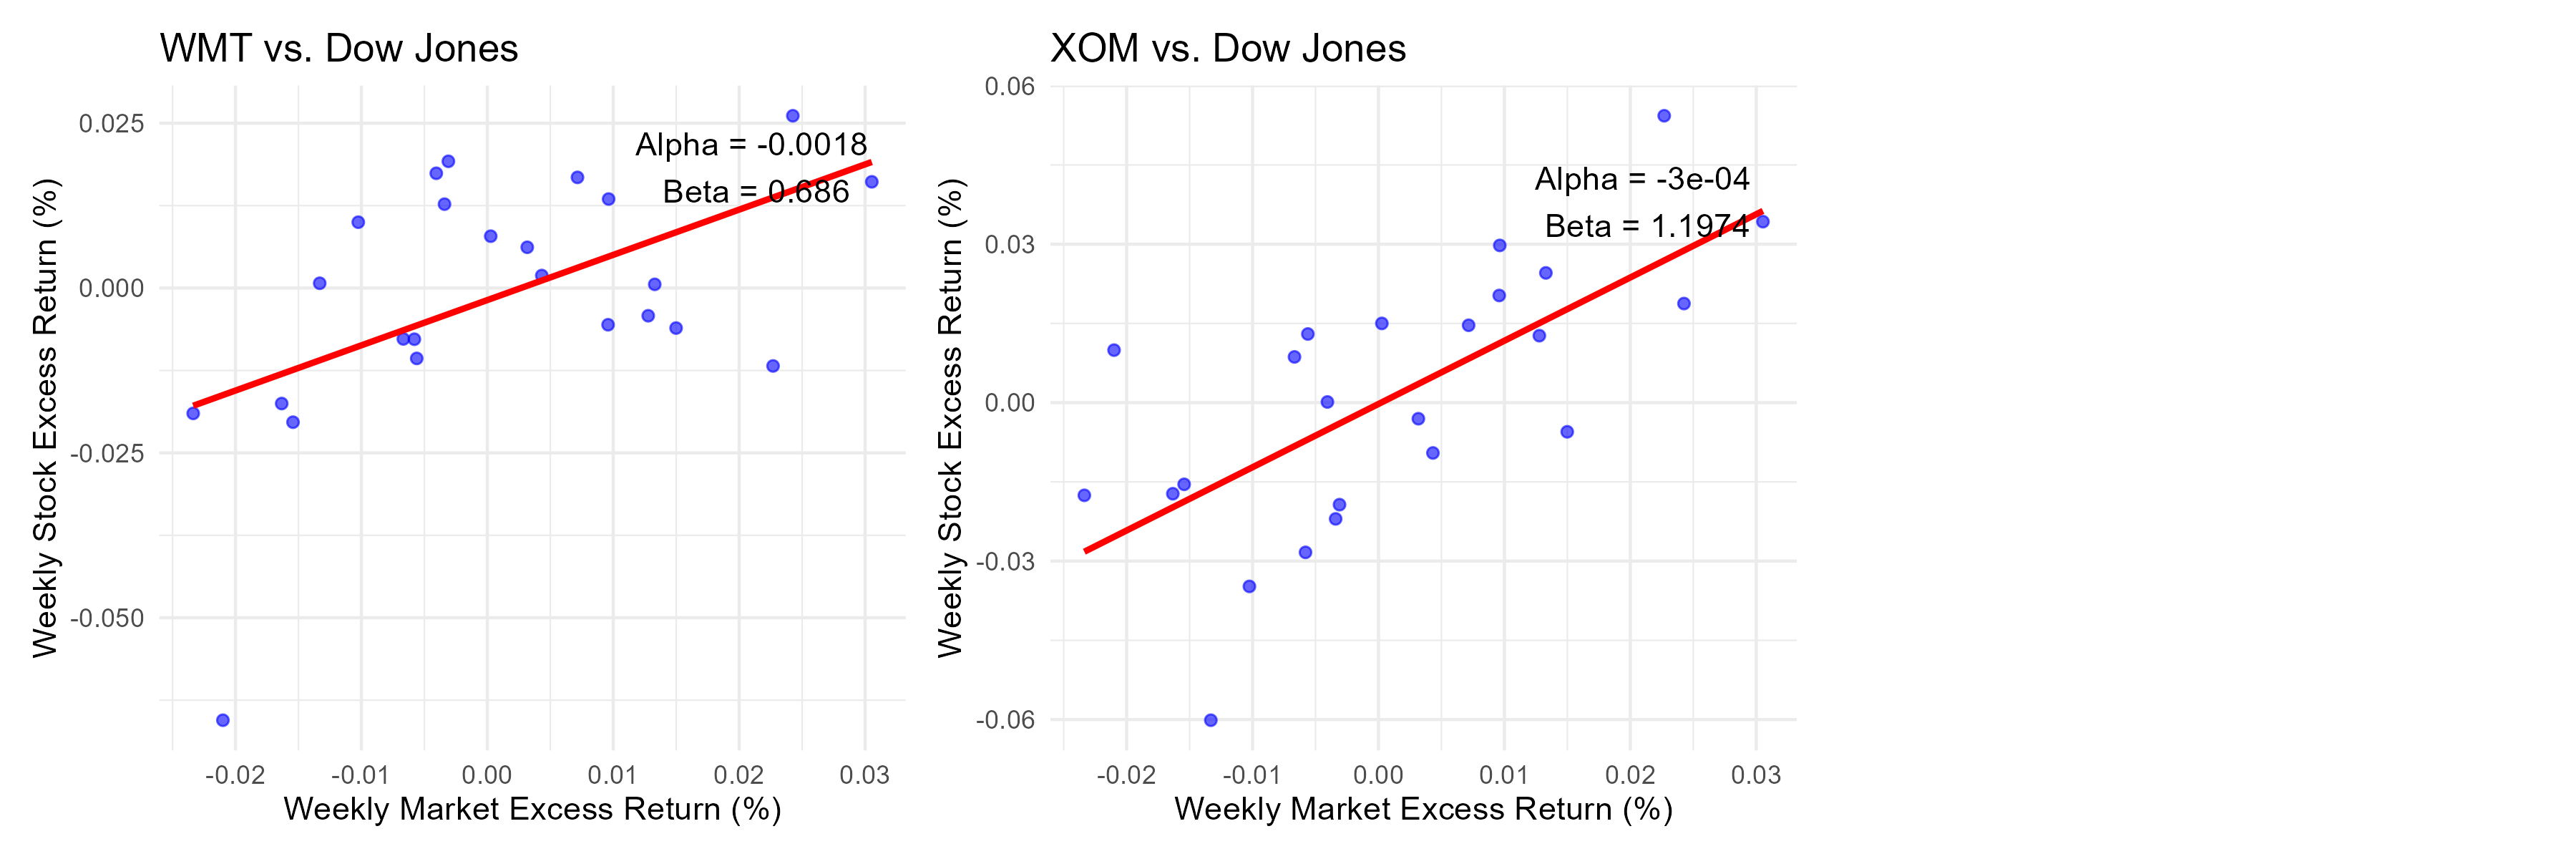 WMT vs. Dow Jones
Weekly Stock Excess Return (%)
0.025
0.000
-0.025
-0.050
Alpha = -0.0018
Beta = 0.686
-0.02 -0.01 0.00 0.01 0.02 0.03
Weekly Market Excess Return (%)
XOM vs. Dow Jones
Weekly Stock Excess Return (%)
0.06
0.03
0.00
-0.03
-0.06
Alpha = -3e-04
Beta = 1.1974
-0.02 -0.01 0.00 0.01 0.02 0.03
Weekly Market Excess Return (%)